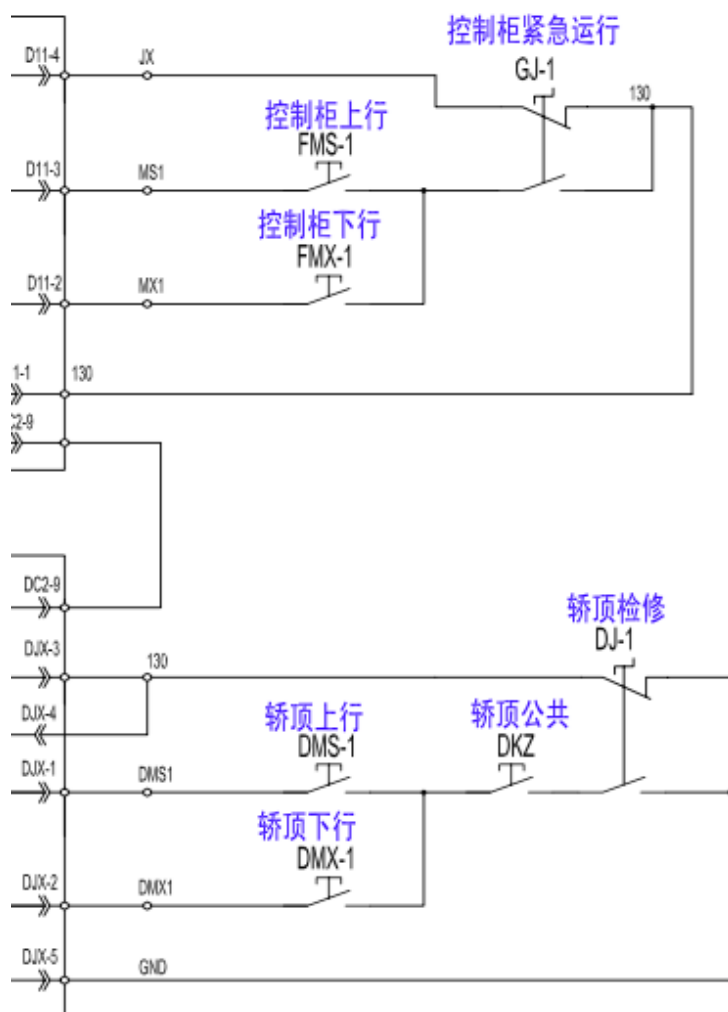 控制柜紧急运行
D11-4
JX
GJ-1
130
控制柜上行
FMS-1
D11-3
MS1
控制柜下行
FMX-1
D11-2
MX1
1-1
130
C2-9
DC2-9
轿顶检修
DJ-1
DJX-3
130
DJX-4
轿顶上行
轿顶公共
DMS-1
DKZ
DJX-1
DMS1
轿顶下行
DMX-1
DJX-2
DMX1
DJX-5
GND